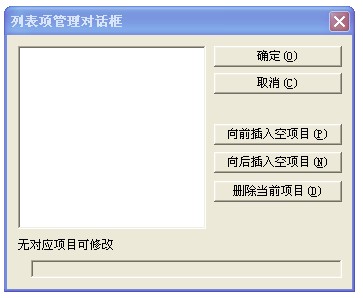 列表项管理对话框
确定(O)
取消(C)
向前插入空项目(P)
向后插入空项目(N)
删除当前项目(D)
无对应项目可修改